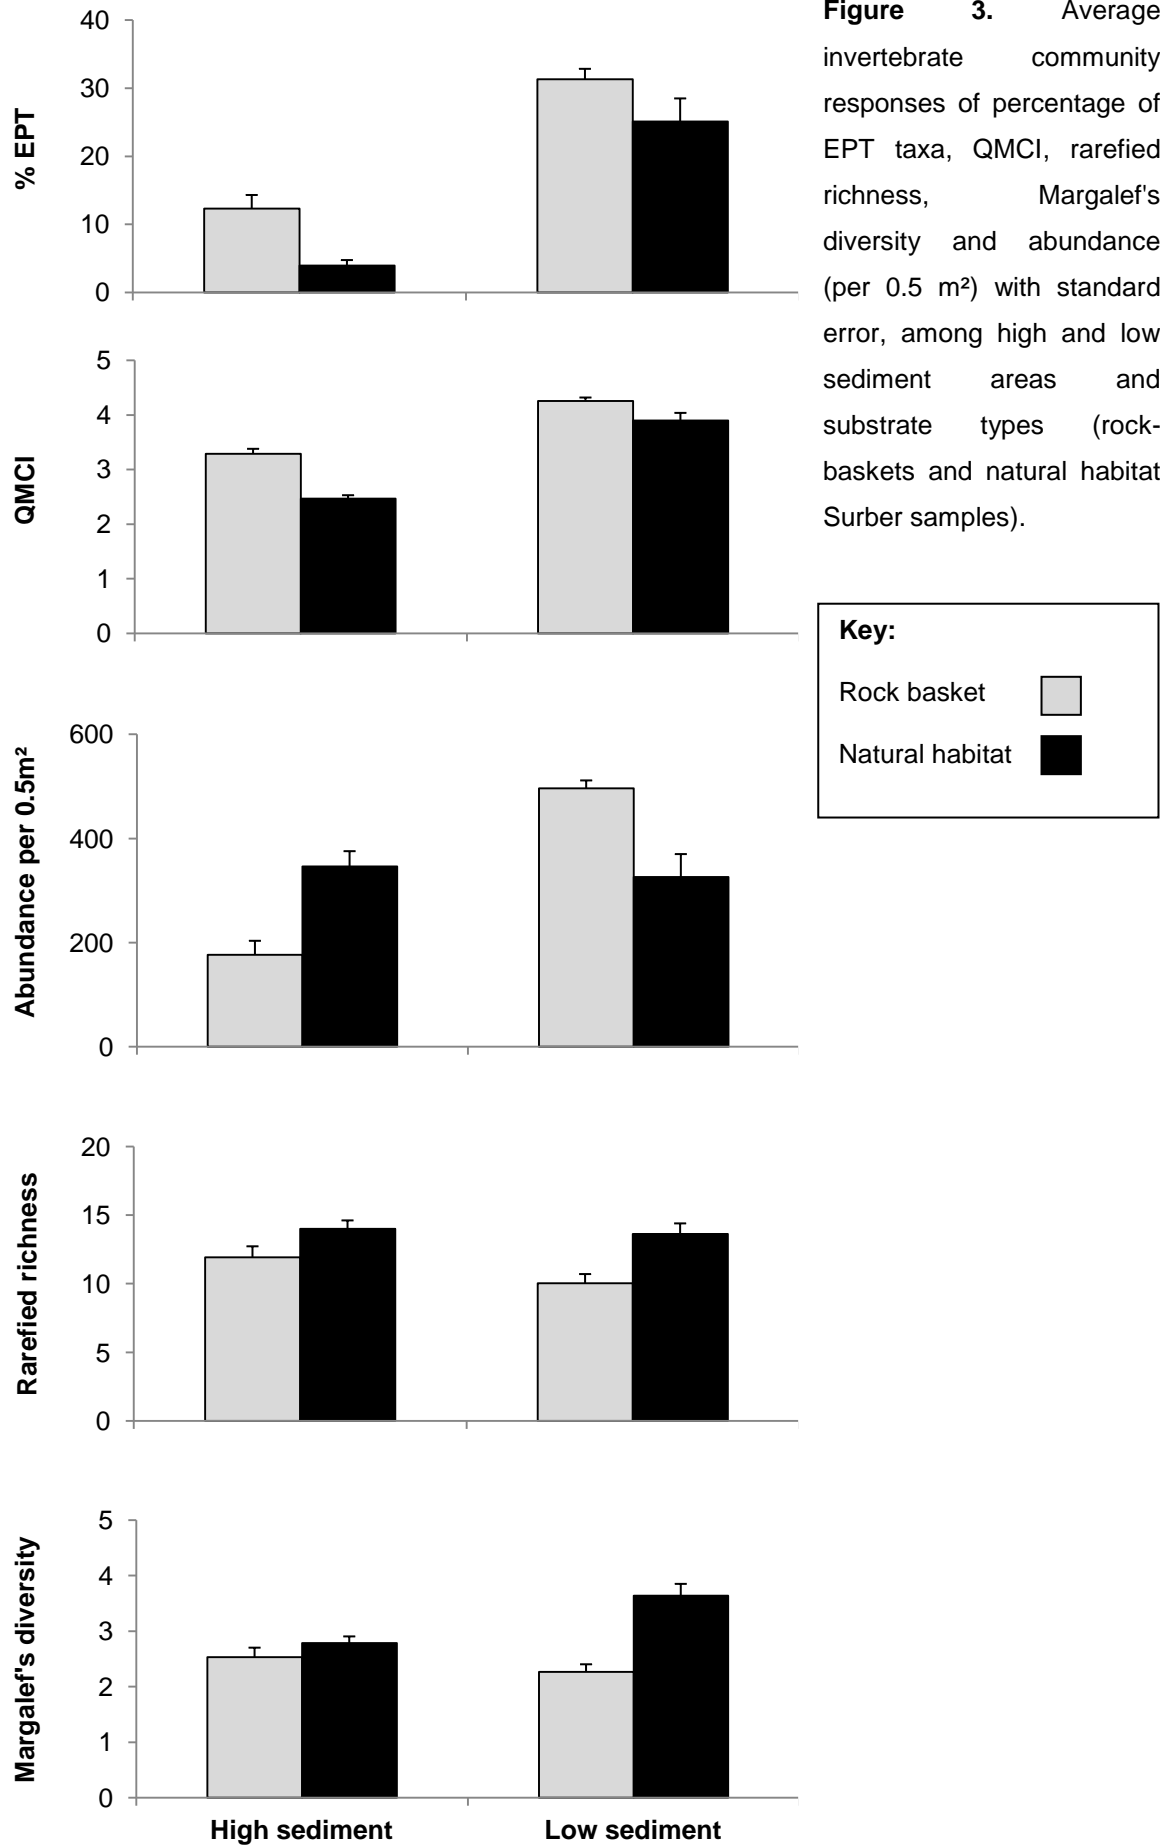 40
30
20
10
0
% EPT
5
4
3
2
1
0
QMCI
600
400
200
0
Abundance per 0.5m²
20
15
10
5
0
Rarefied richness
5
4
3
2
1
0
Margalef's diversity
High sediment Low sediment
Figure 3. Average
invertebrate community
responses of percentage of
EPT taxa, QMCI, rarefied
richness, Margalef's
diversity and abundance
(per 0.5 m²) with standard
error, among high and low
sediment areas and
substrate types (rock-
baskets and natural habitat
Surber samples).
Key:
Rock basket
Natural habitat